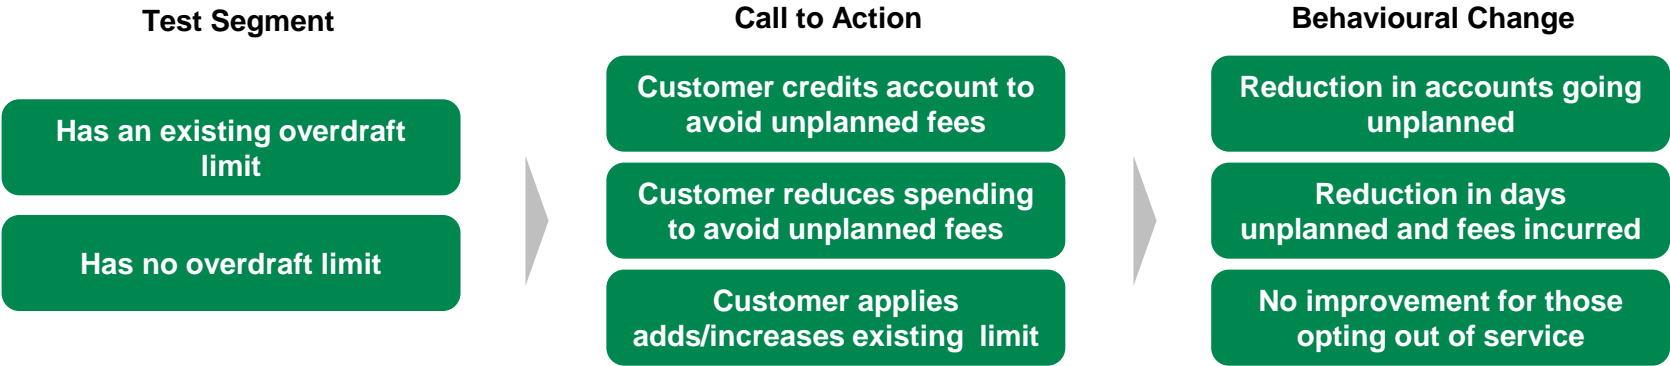 Test Segment
Has an existing overdraft
limit
Has no overdraft limit
Call to Action
Customer credits account to
avoid unplanned fees
Customer reduces spending
to avoid unplanned fees
Customer applies
adds/increases existing  limit
Behavioural Change
Reduction in accounts going
unplanned
Reduction in days
unplanned and fees incurred
No improvement for those
opting out of service